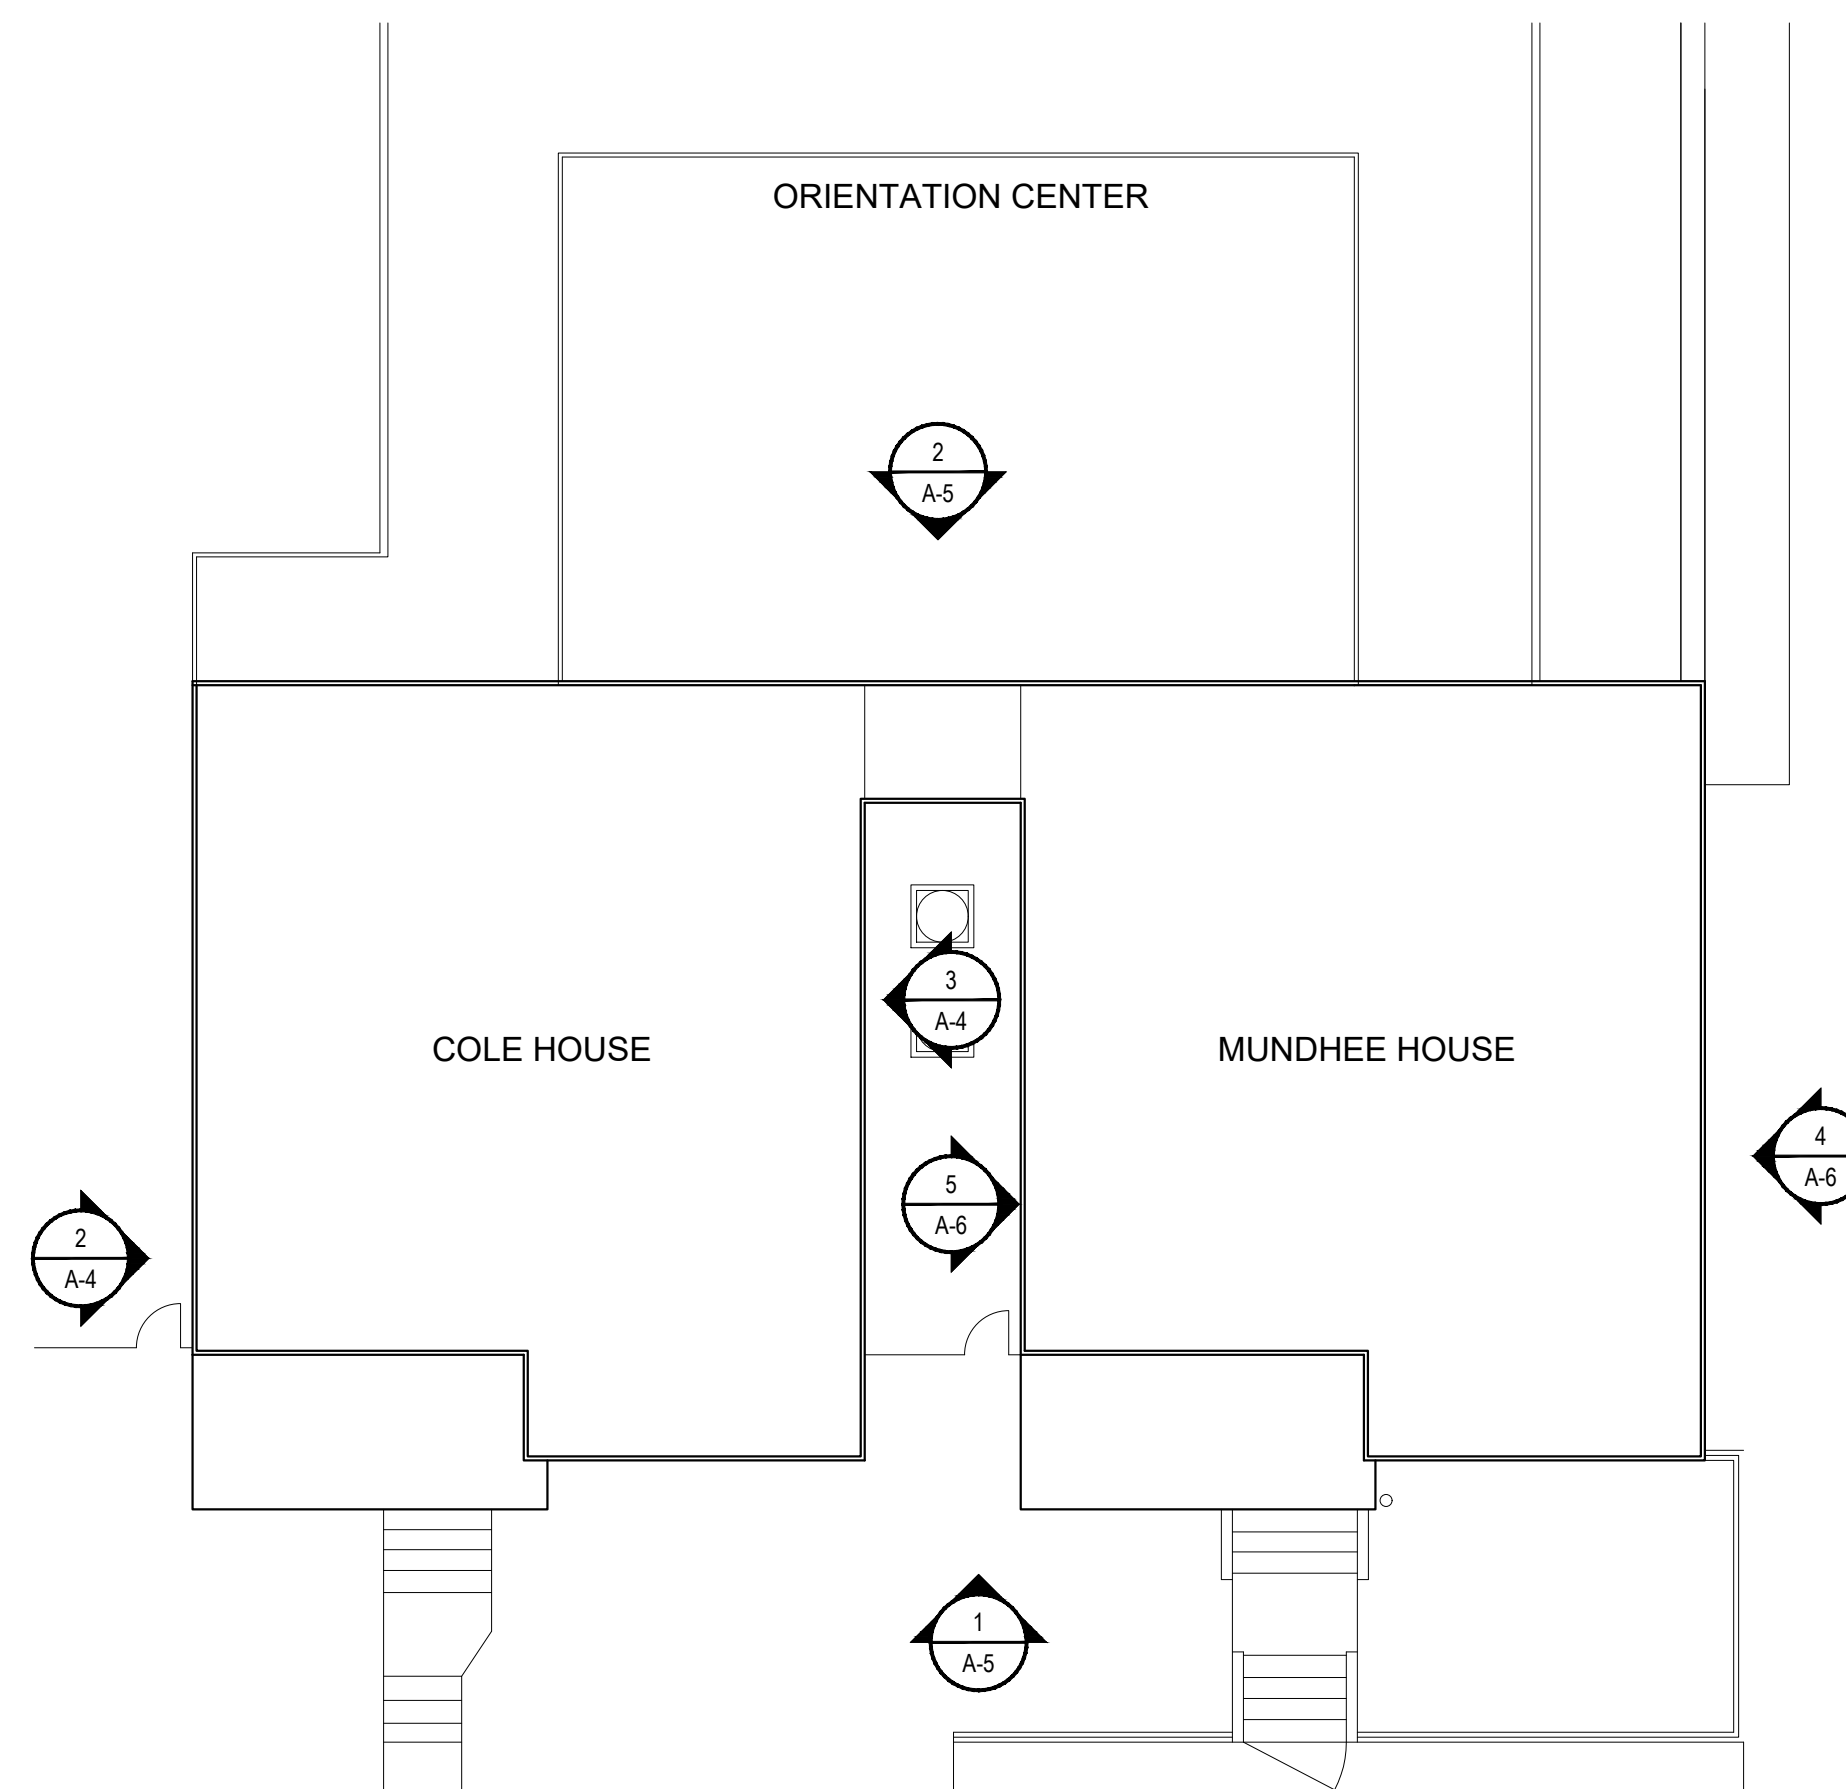 ORIENTATION CENTER
2
A-5
3
A-4
COLE HOUSE
MUNDHEE HOUSE
4
A-6
5
A-6
2
A-4
1
A-5